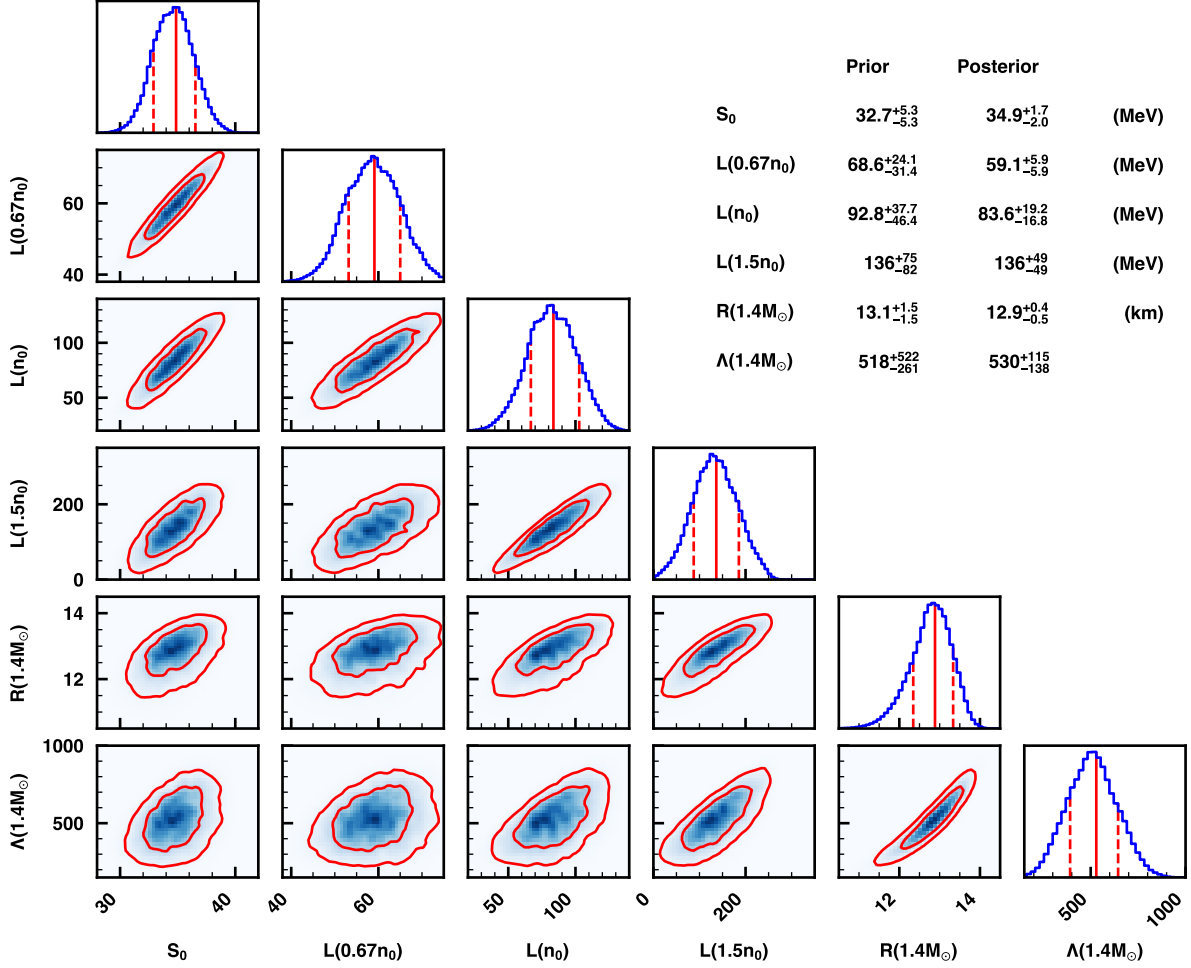 Prior Posterior
S₀ 32.7+5.3−5.3 34.9+1.7−2.0 (MeV)
L(0.67n₀) 68.6+24.1−31.4 59.1+5.9−5.9 (MeV)
L(n₀) 92.8+37.7−46.4 83.6+19.2−16.8 (MeV)
L(1.5n₀) 136+75−82 136+49−49 (MeV)
R(1.4M⊙) 13.1+1.5−1.5 12.9+0.4−0.5 (km)
Λ(1.4M⊙) 518+522−261 530+115−138
L(0.67n₀)
60
40
L(n₀)
100
50
L(1.5n₀)
200
0
R(1.4M⊙)
14
12
Λ(1.4M⊙)
1000
500
30 40 40 60 50 100 0 200 12 14 500 1000
S₀ L(0.67n₀) L(n₀) L(1.5n₀) R(1.4M⊙) Λ(1.4M⊙)